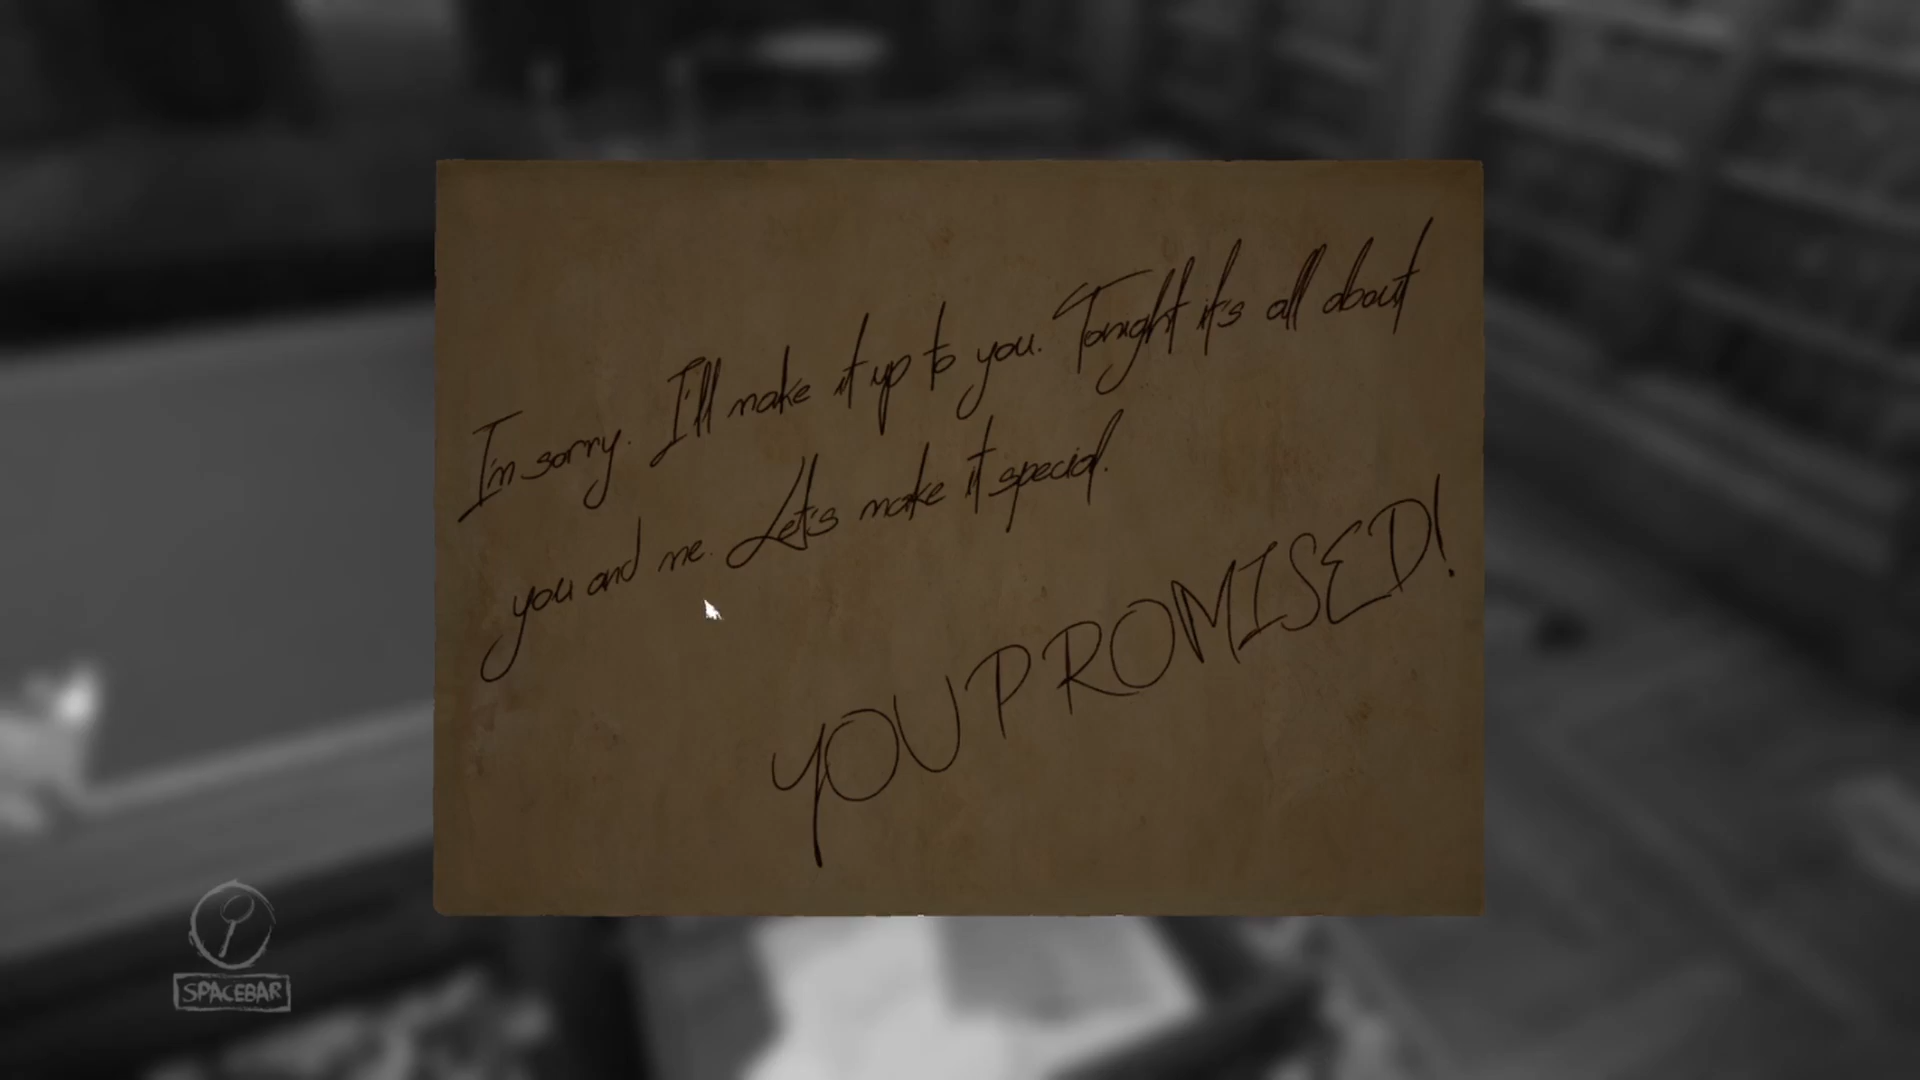 I'm sorry. I'll make it up to you. Tonight it's all about
you and me. Let's make it special.
YOU PROMISED!
SPACEBAR